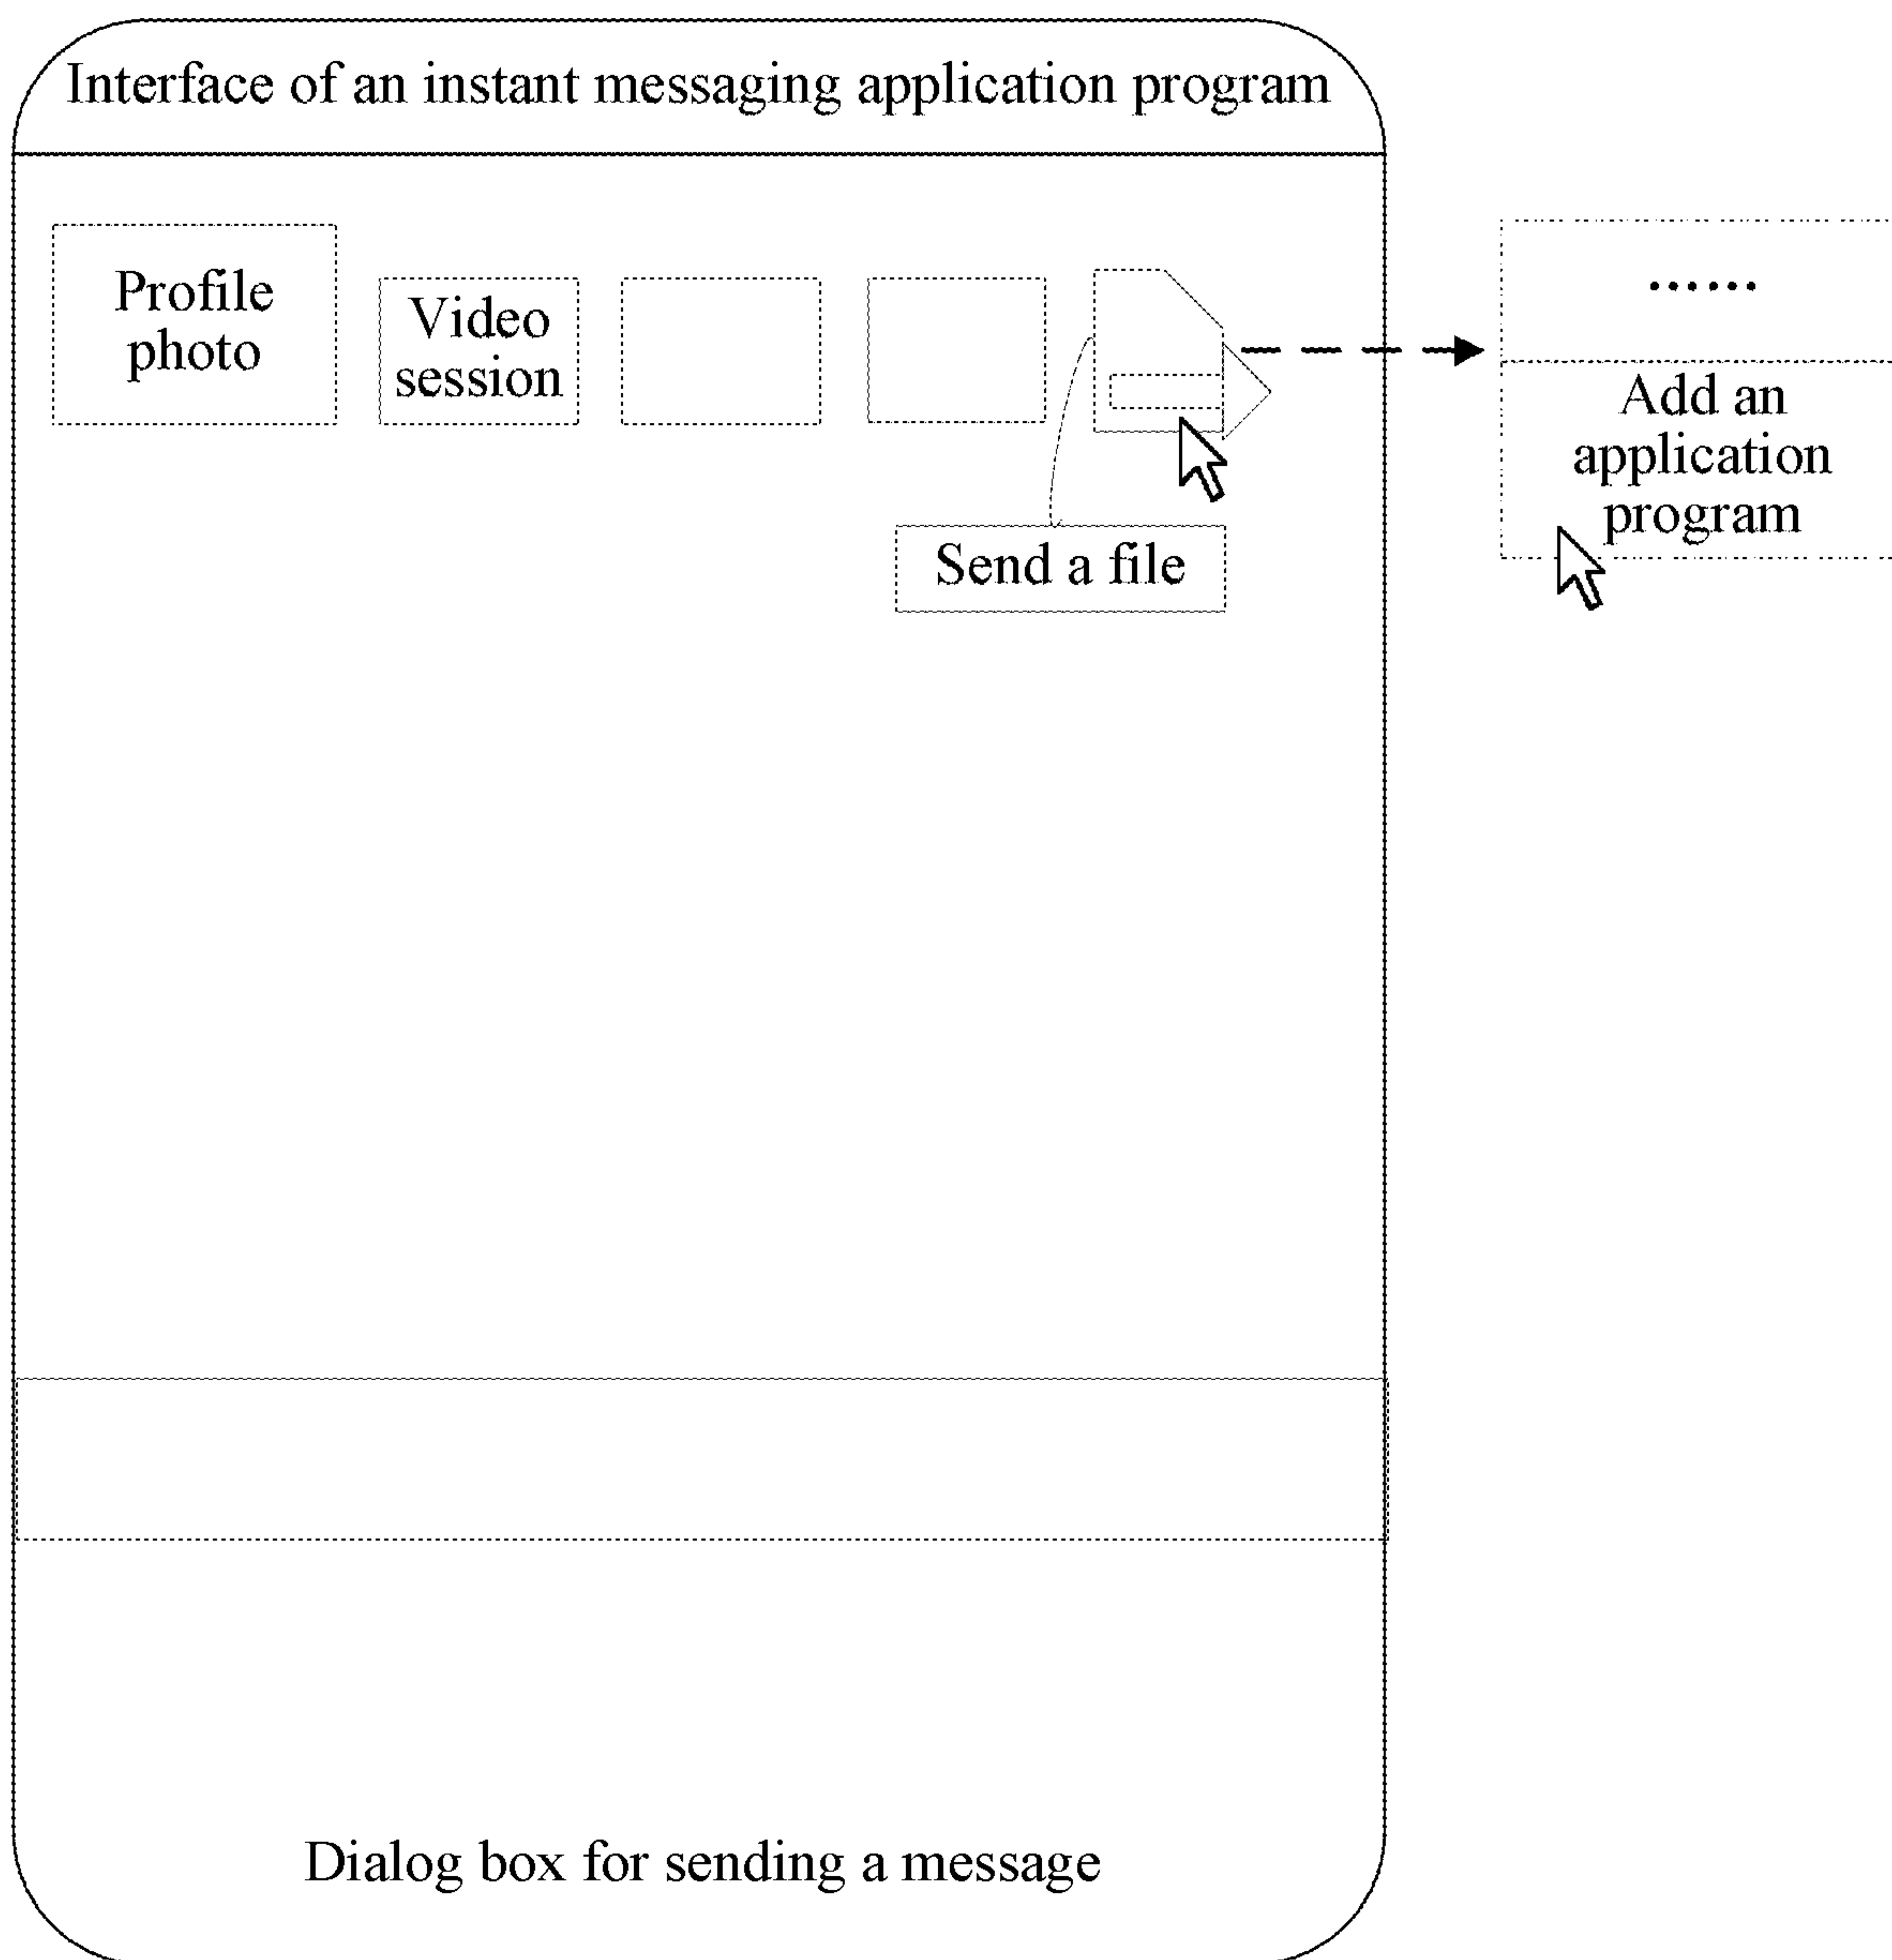 Interface of an instant messaging application program
Profile
photo
Video
session
Send a file
......
Add an
application
program
Dialog box for sending a message